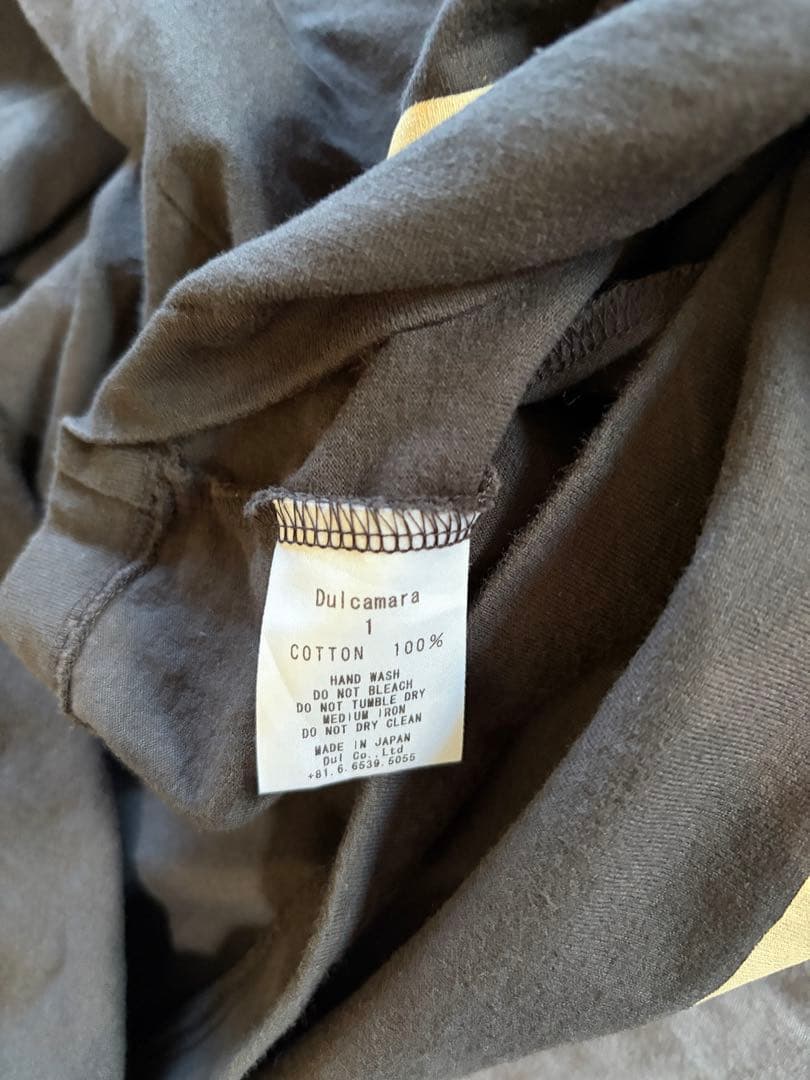 Dulcamara
1
COTTON 100%
HAND WASH
DO NOT BLEACH
DO NOT TUMBLE DRY
MEDIUM IRON
DO NOT DRY CLEAN
MADE IN JAPAN
Dul Co.,Ltd
+81.6.6539.5055